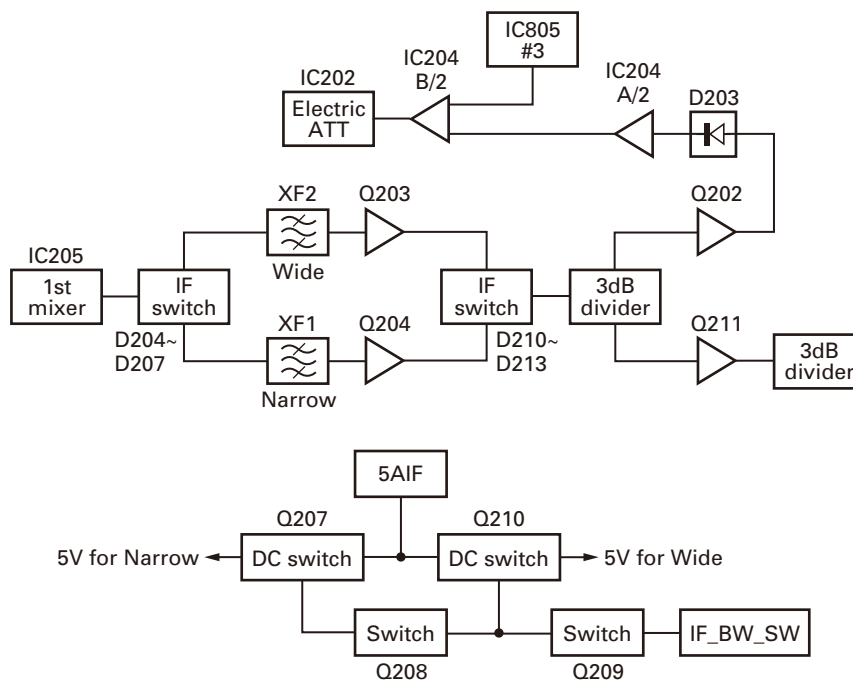 IC805
#3
IC204
B/2
IC204
A/2
IC202
D203
Electric
ATT
XF2
Q203
Q202
IC205
1st
mixer
IF
switch
Wide
IF
switch
3dB
divider
D204~
D207
XF1
Q204
D210~
D213
Q211
3dB
divider
Narrow
5AIF
Q207
Q210
5V for Narrow
DC switch
DC switch
5V for Wide
Switch
Switch
IF_BW_SW
Q208
Q209